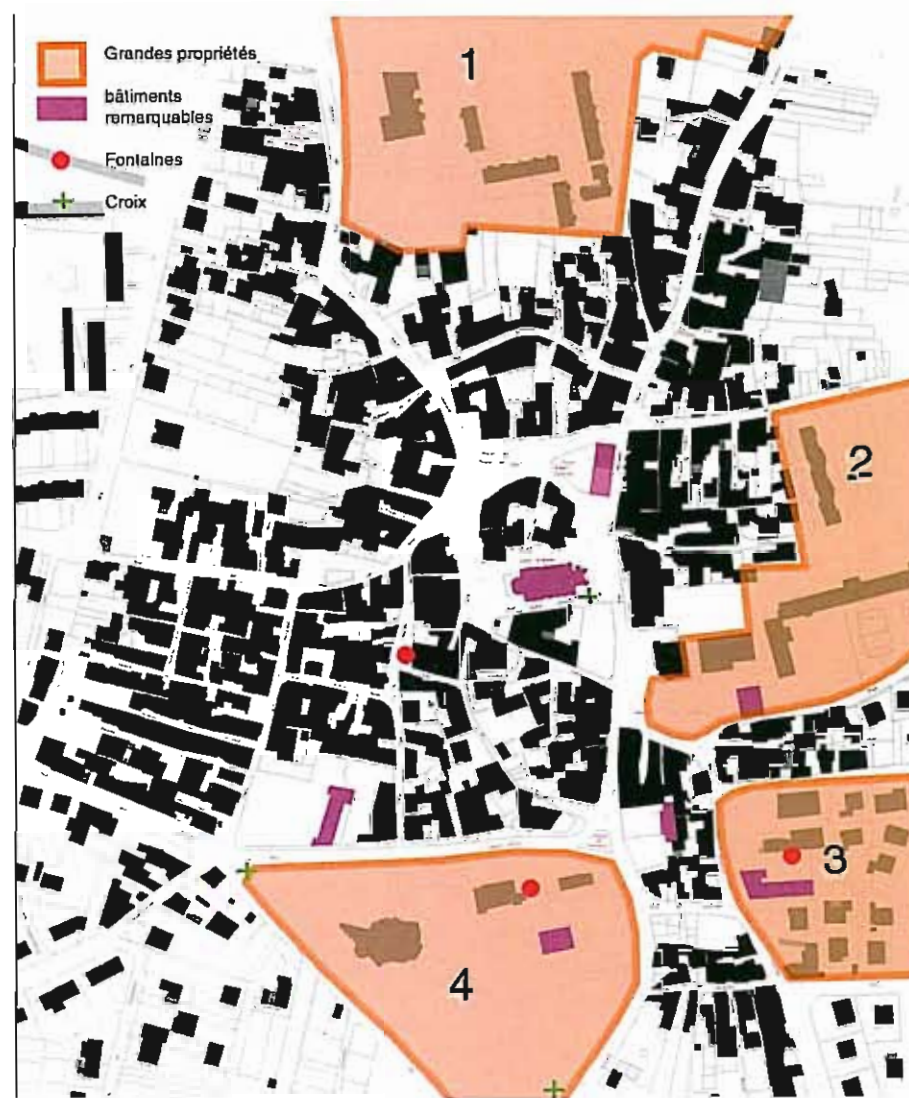 Grandes propriétés
bâtiments
remarquables
Fontaines
Croix
1
2
3
4